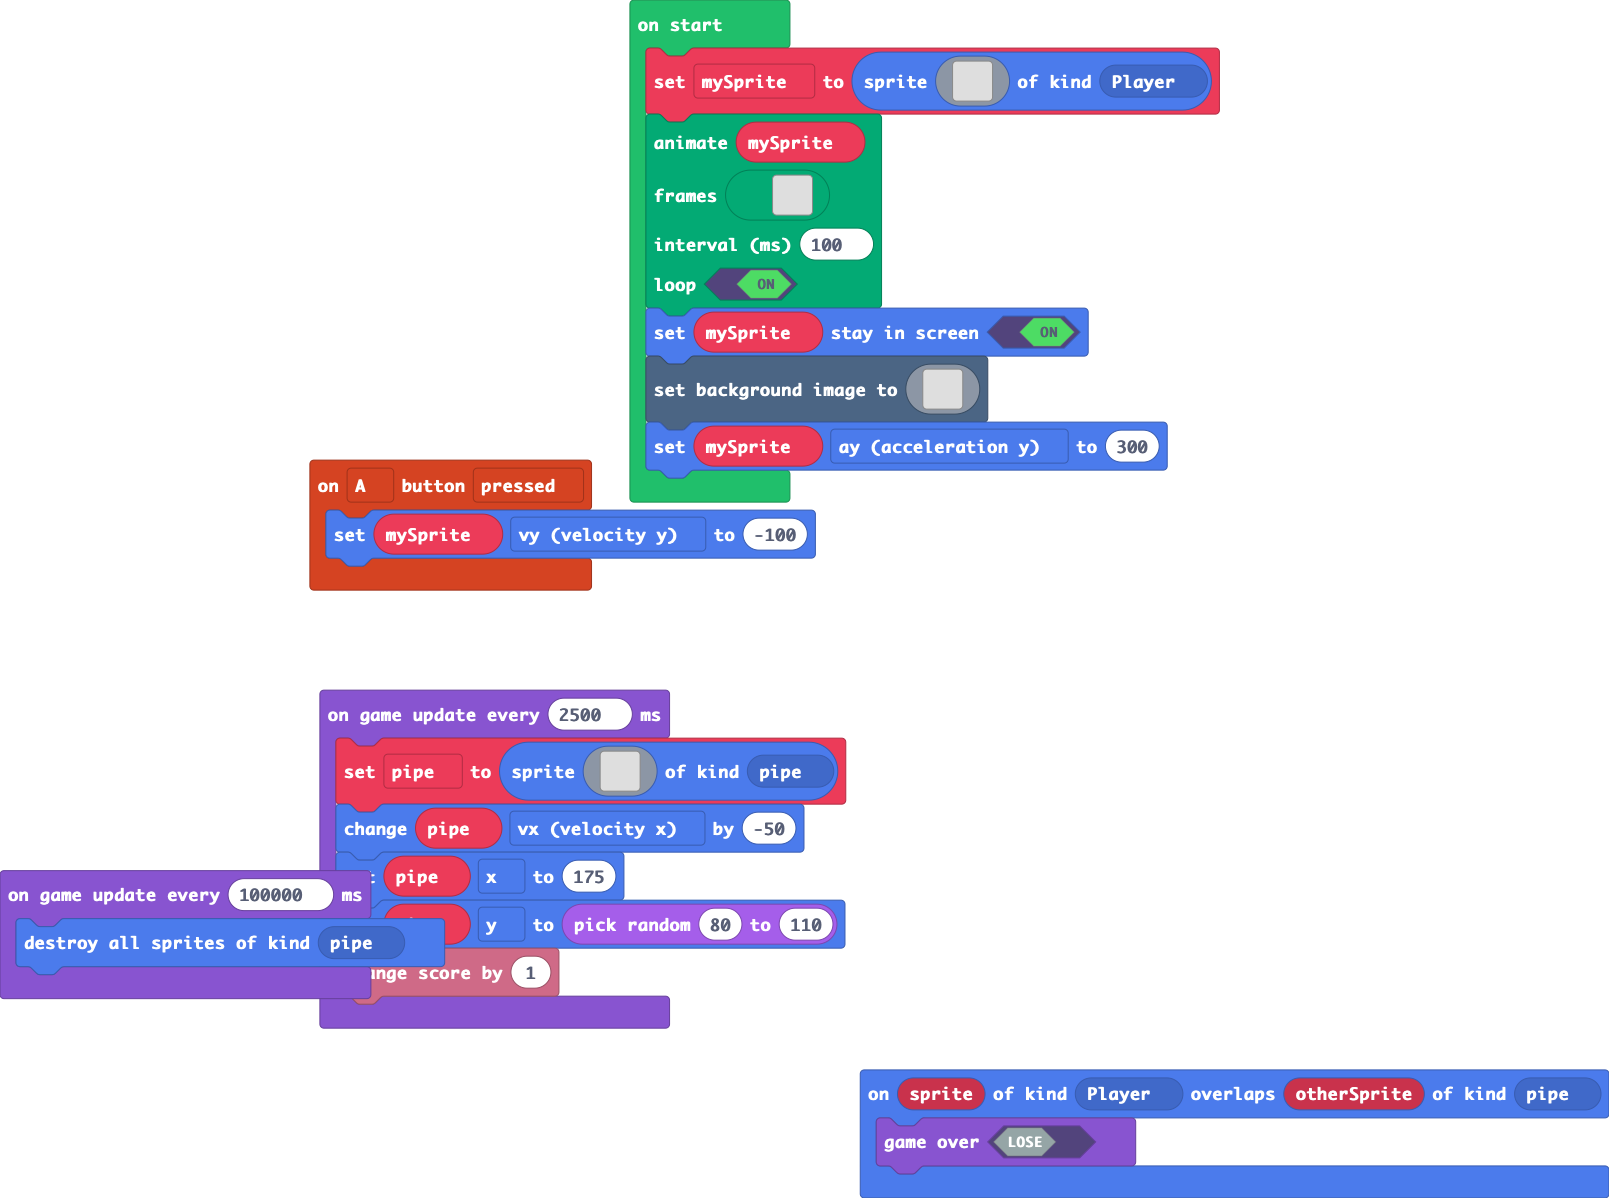 on start
set mySprite to sprite of kind Player
animate mySprite
frames
interval (ms) 100
loop ON
set mySprite stay in screen ON
set background image to
set mySprite ay (acceleration y) to 300
on A button pressed
set mySprite vy (velocity y) to -100
on game update every 2500 ms
set pipe to sprite of kind pipe
change pipe vx (velocity x) by -50
pipe x to 175
y to pick random 80 to 110
ange score by 1
on game update every 100000 ms
destroy all sprites of kind pipe
on sprite of kind Player overlaps otherSprite of kind pipe
game over LOSE